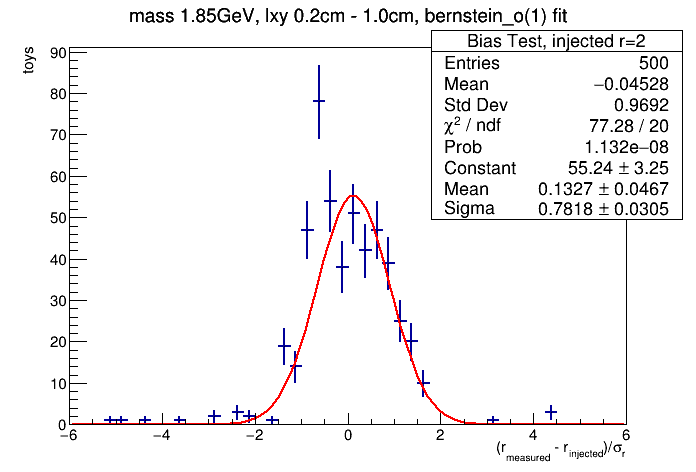 mass 1.85GeV, lxy 0.2cm - 1.0cm, bernstein_o(1) fit
Bias Test, injected r=2
Entries 500
Mean −0.04528
Std Dev 0.9692
χ² / ndf 77.28 / 20
Prob 1.132e−08
Constant 55.24 ± 3.25
Mean 0.1327 ± 0.0467
Sigma 0.7818 ± 0.0305
toys
90
80
70
60
50
40
30
20
10
0
−6 −4 −2 0 2 4 6
(r_measured - r_injected)/σ_r